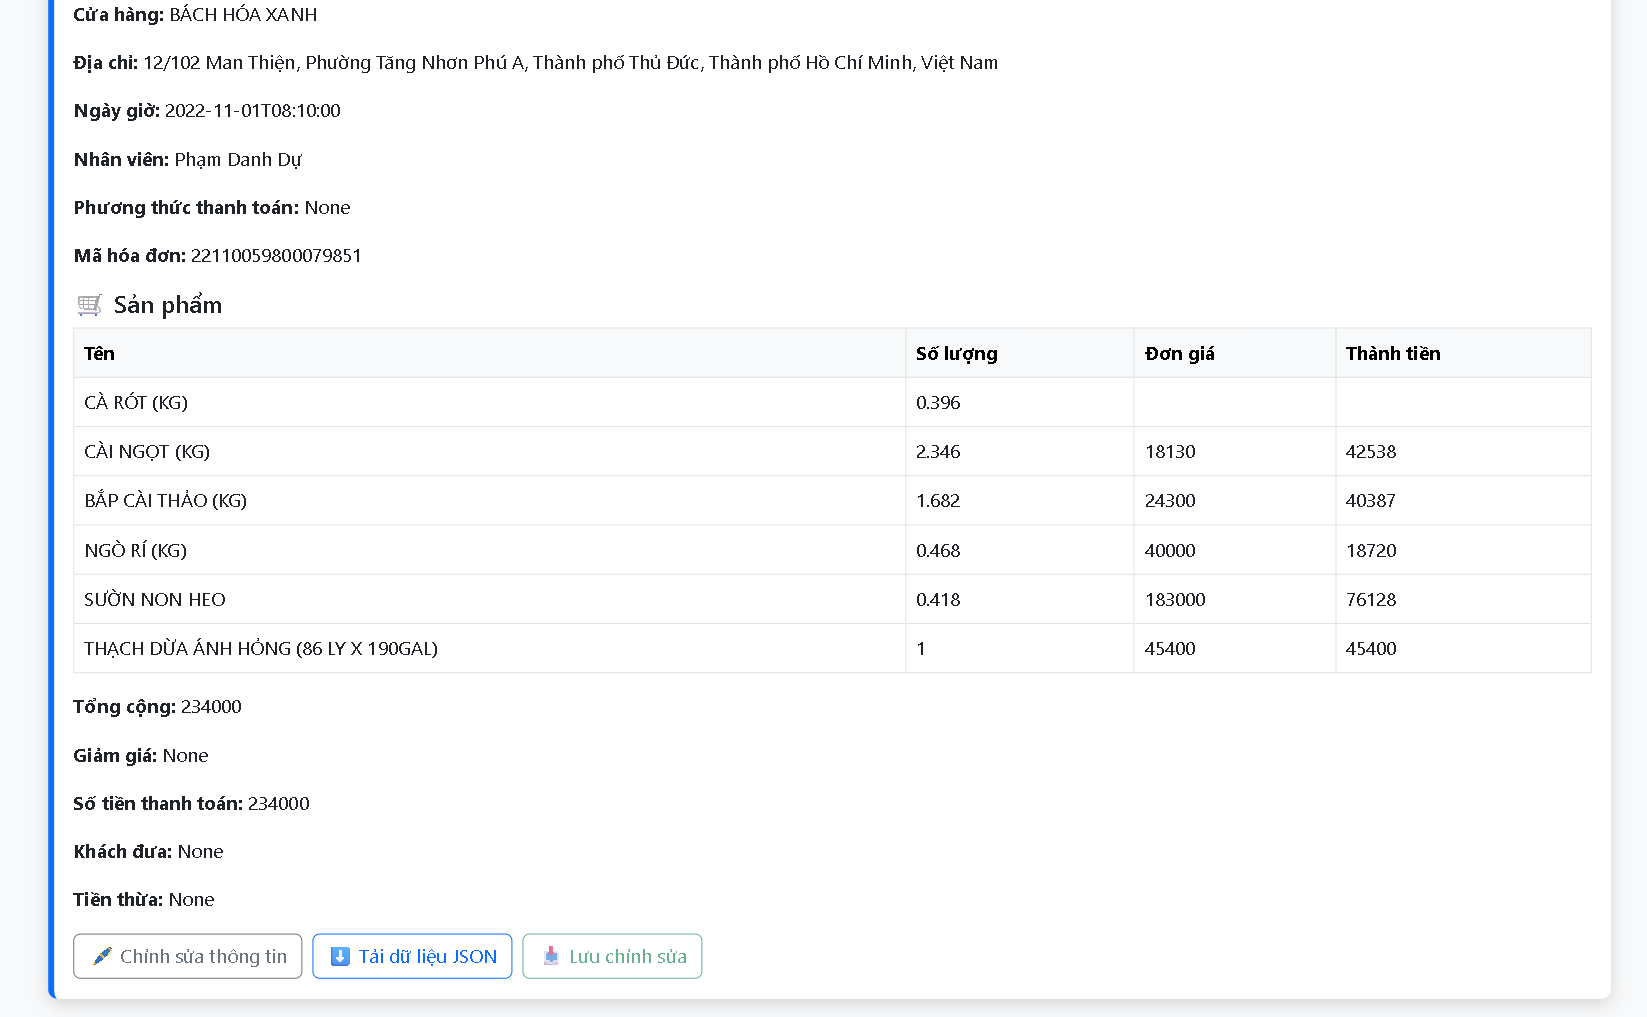 Cửa hàng: BÁCH HÓA XANH
Địa chỉ: 12/102 Man Thiện, Phường Tăng Nhơn Phú A, Thành phố Thủ Đức, Thành phố Hồ Chí Minh, Việt Nam
Ngày giờ: 2022-11-01T08:10:00
Nhân viên: Phạm Danh Dự
Phương thức thanh toán: None
Mã hóa đơn: 22110059800079851
Sản phẩm
Tên Số lượng Đơn giá Thành tiền
CÀ RÓT (KG) 0.396
CÀI NGỌT (KG) 2.346 18130 42538
BẮP CÀI THẢO (KG) 1.682 24300 40387
NGÒ RÍ (KG) 0.468 40000 18720
SƯỜN NON HEO 0.418 183000 76128
THẠCH DỪA ÁNH HỎNG (86 LY X 190GAL) 1 45400 45400
Tổng cộng: 234000
Giảm giá: None
Số tiền thanh toán: 234000
Khách đưa: None
Tiền thừa: None
Chỉnh sửa thông tin Tải dữ liệu JSON Lưu chỉnh sửa